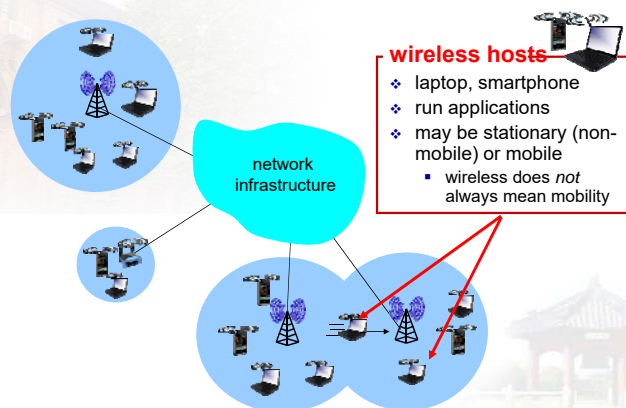 wireless hosts
❖ laptop, smartphone
❖ run applications
❖ may be stationary (non-
mobile) or mobile
▪ wireless does not
always mean mobility
network
infrastructure